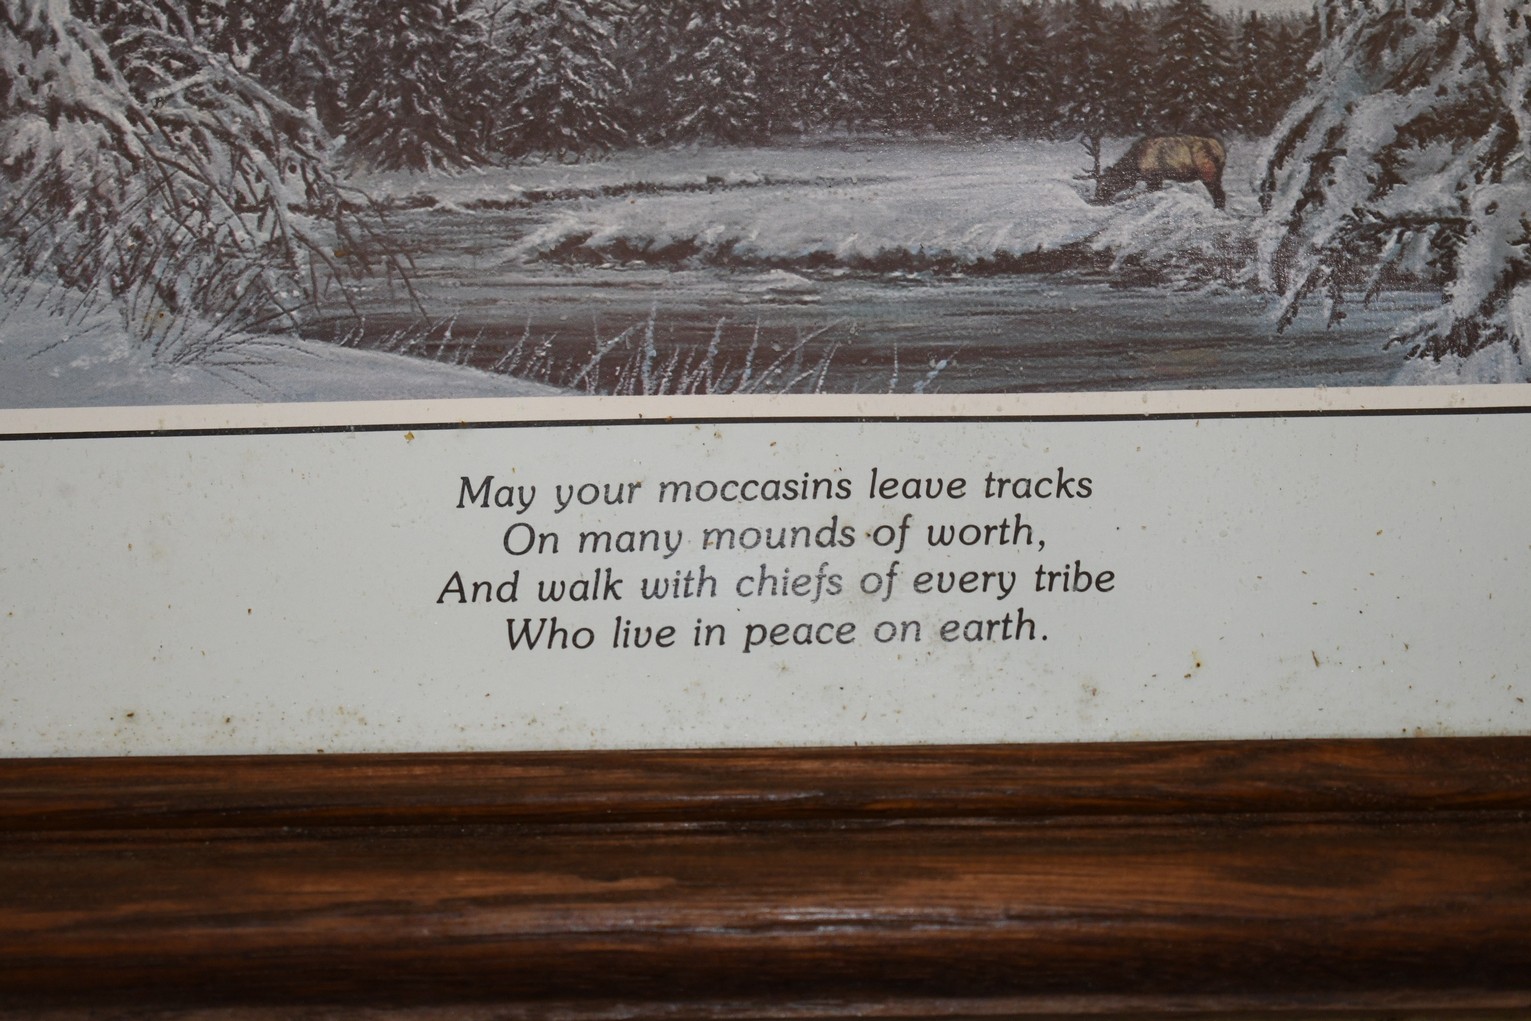 May your moccasins leave tracks
On many mounds of worth,
And walk with chiefs of every tribe
Who live in peace on earth.